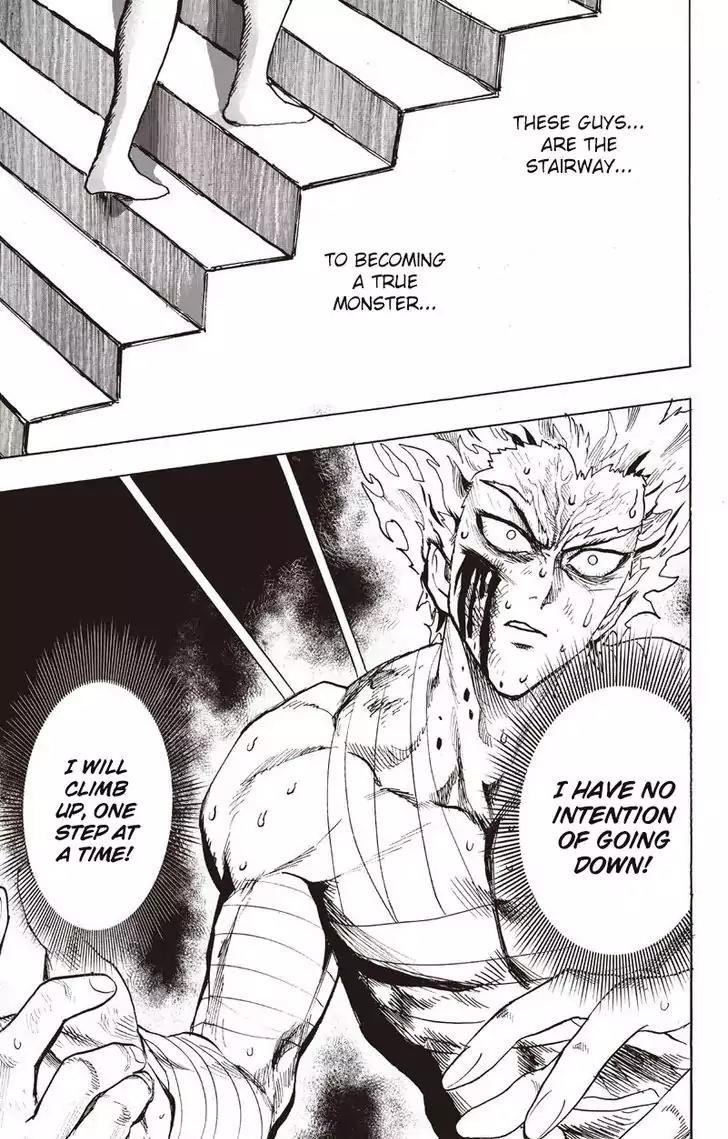 THESE GUYS...
ARE THE
STAIRWAY...
TO BECOMING
A TRUE
MONSTER...
I HAVE NO
INTENTION
OF GOING
DOWN!
I WILL
CLIMB
UP, ONE
STEP AT
A TIME!